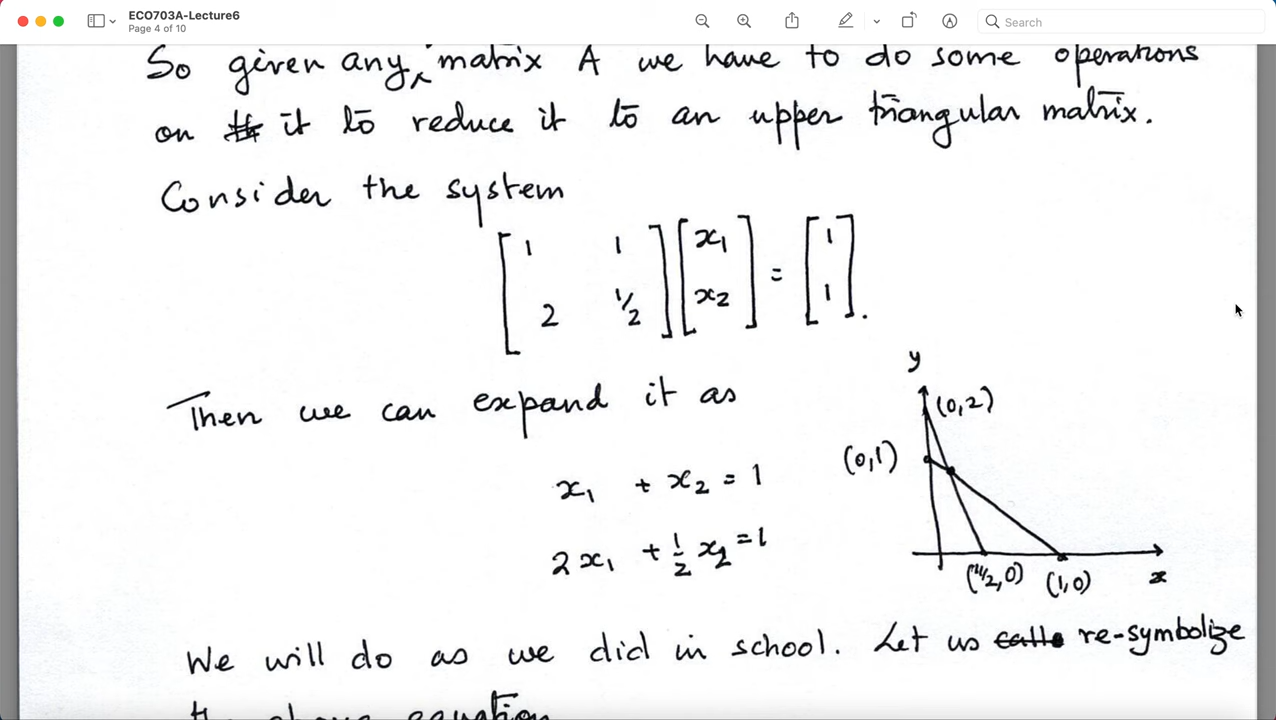 ECO703A-Lecture6
Page 4 of 10
Search
So given any matrix A we have to do some operations
on it to reduce it to an upper triangular matrix.
Consider the system
[1 1
2 1/2] [x₁
x₂] = [1
1].
Then we can expand it as
x₁ + x₂ = 1
2x₁ + ½ x₂ = 1
y
(0,2)
(0,1)
(1/2,0) (1,0)
x
We will do as we did in school. Let us re-symbolize
the above equation